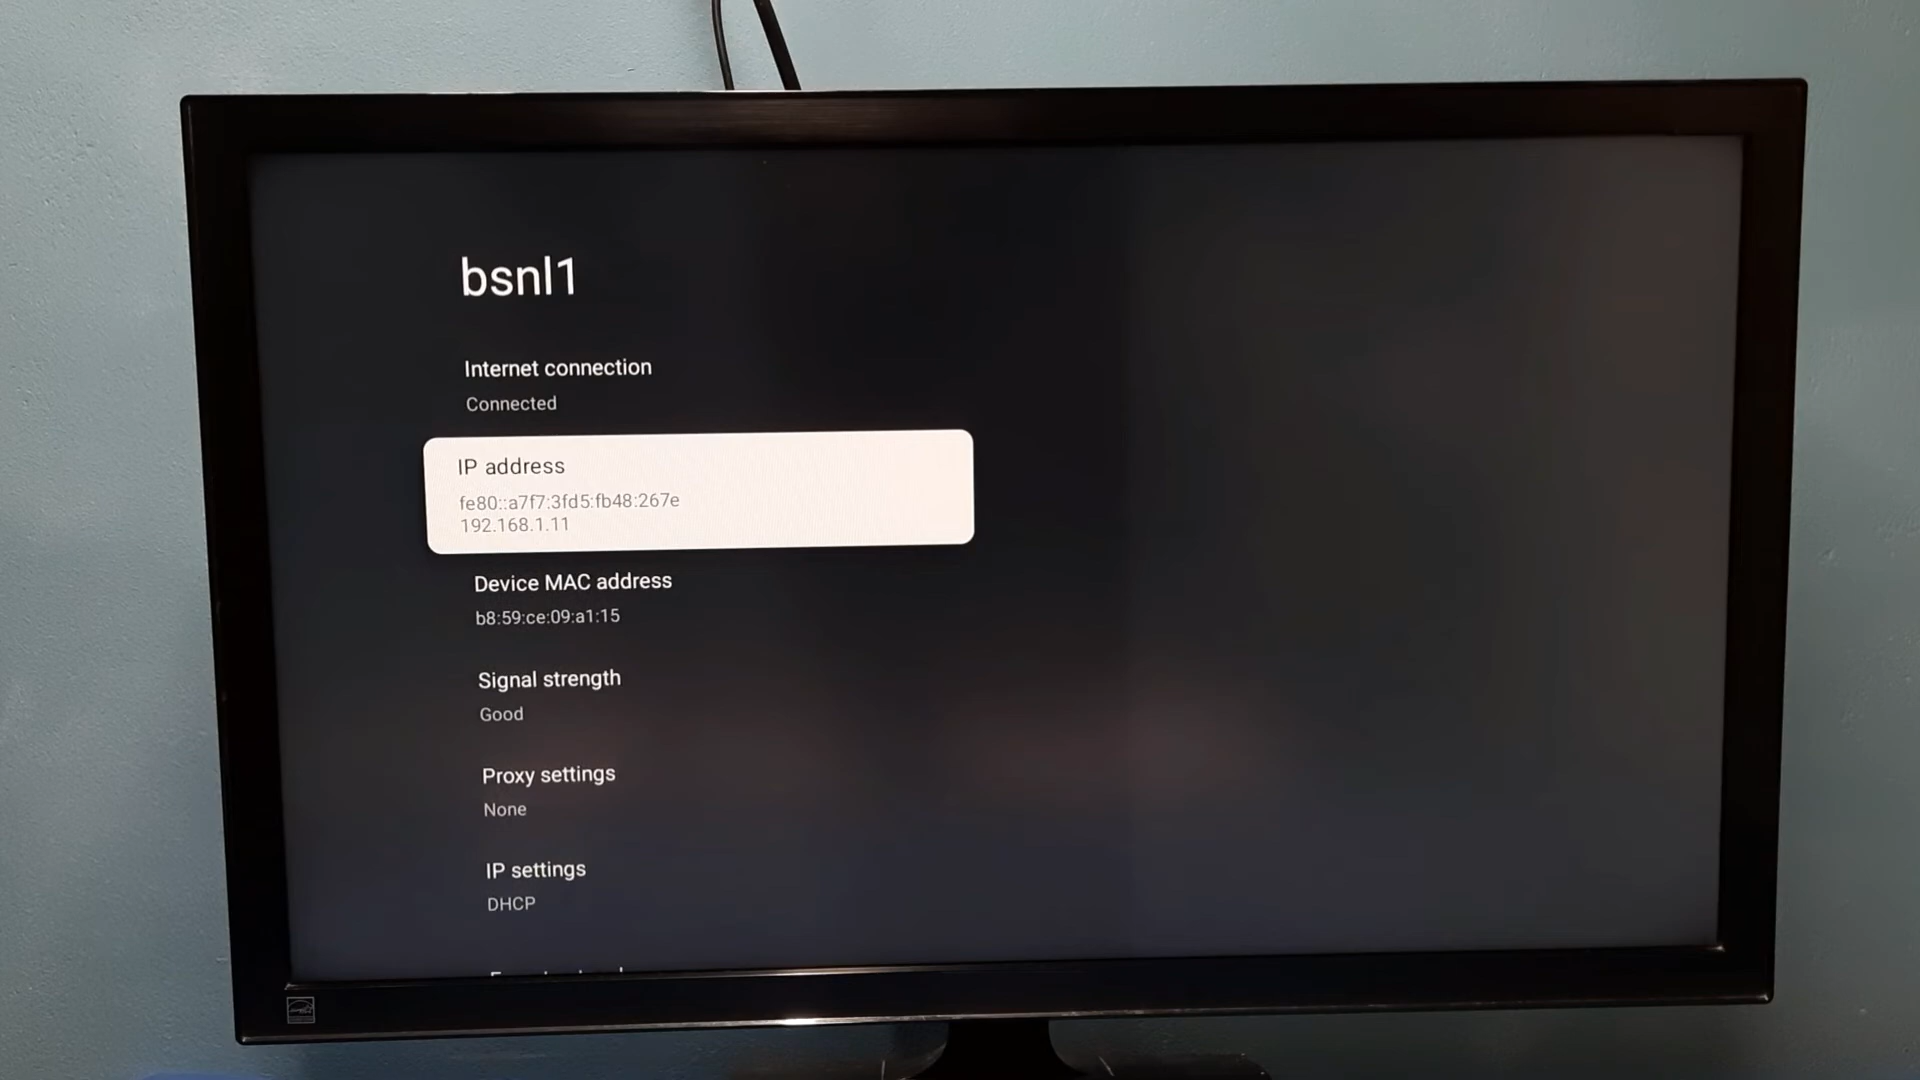 bsnl1
Internet connection
Connected
IP address
fe80::a7f7:3fd5:fb48:267e
192.168.1.11
Device MAC address
b8:59:ce:09:a1:15
Signal strength
Good
Proxy settings
None
IP settings
DHCP